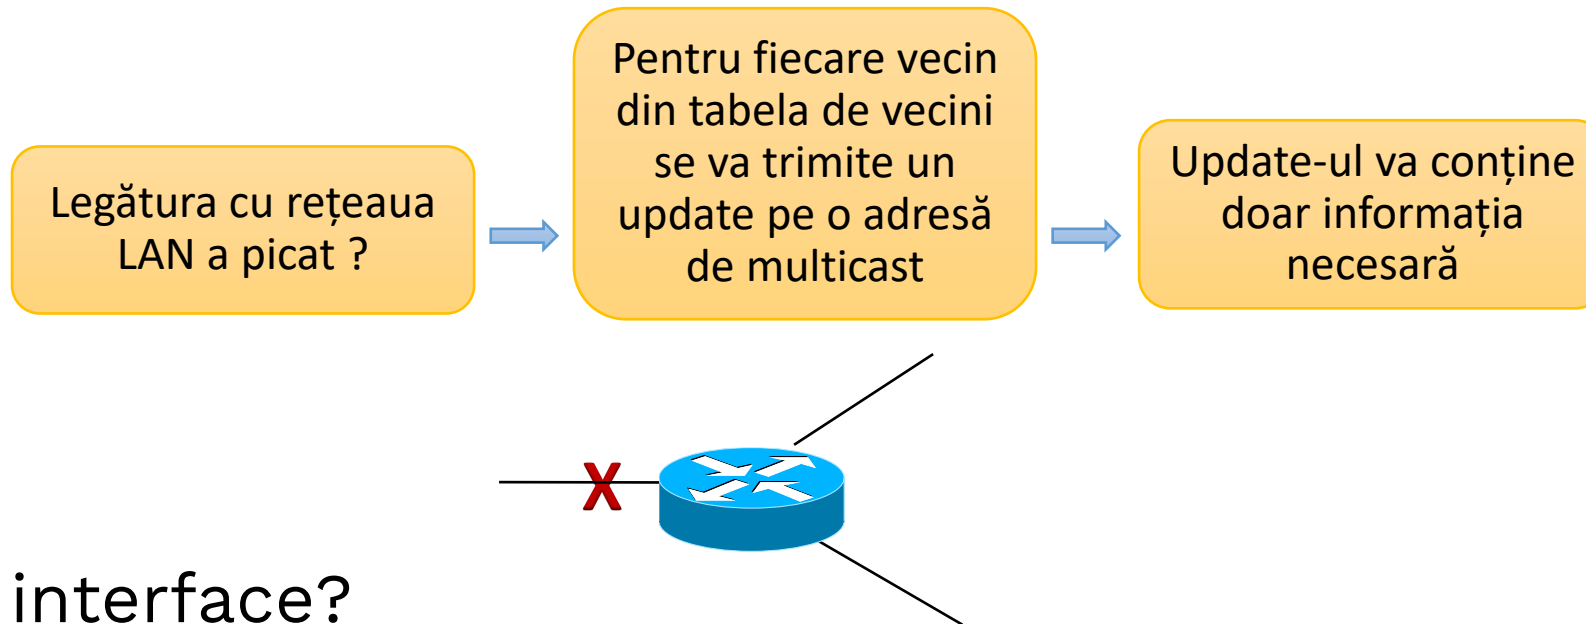 Legătura cu rețeaua
LAN a picat ?
Pentru fiecare vecin
din tabela de vecini
se va trimite un
update pe o adresă
de multicast
Update-ul va conține
doar informația
necesară
X
interface?